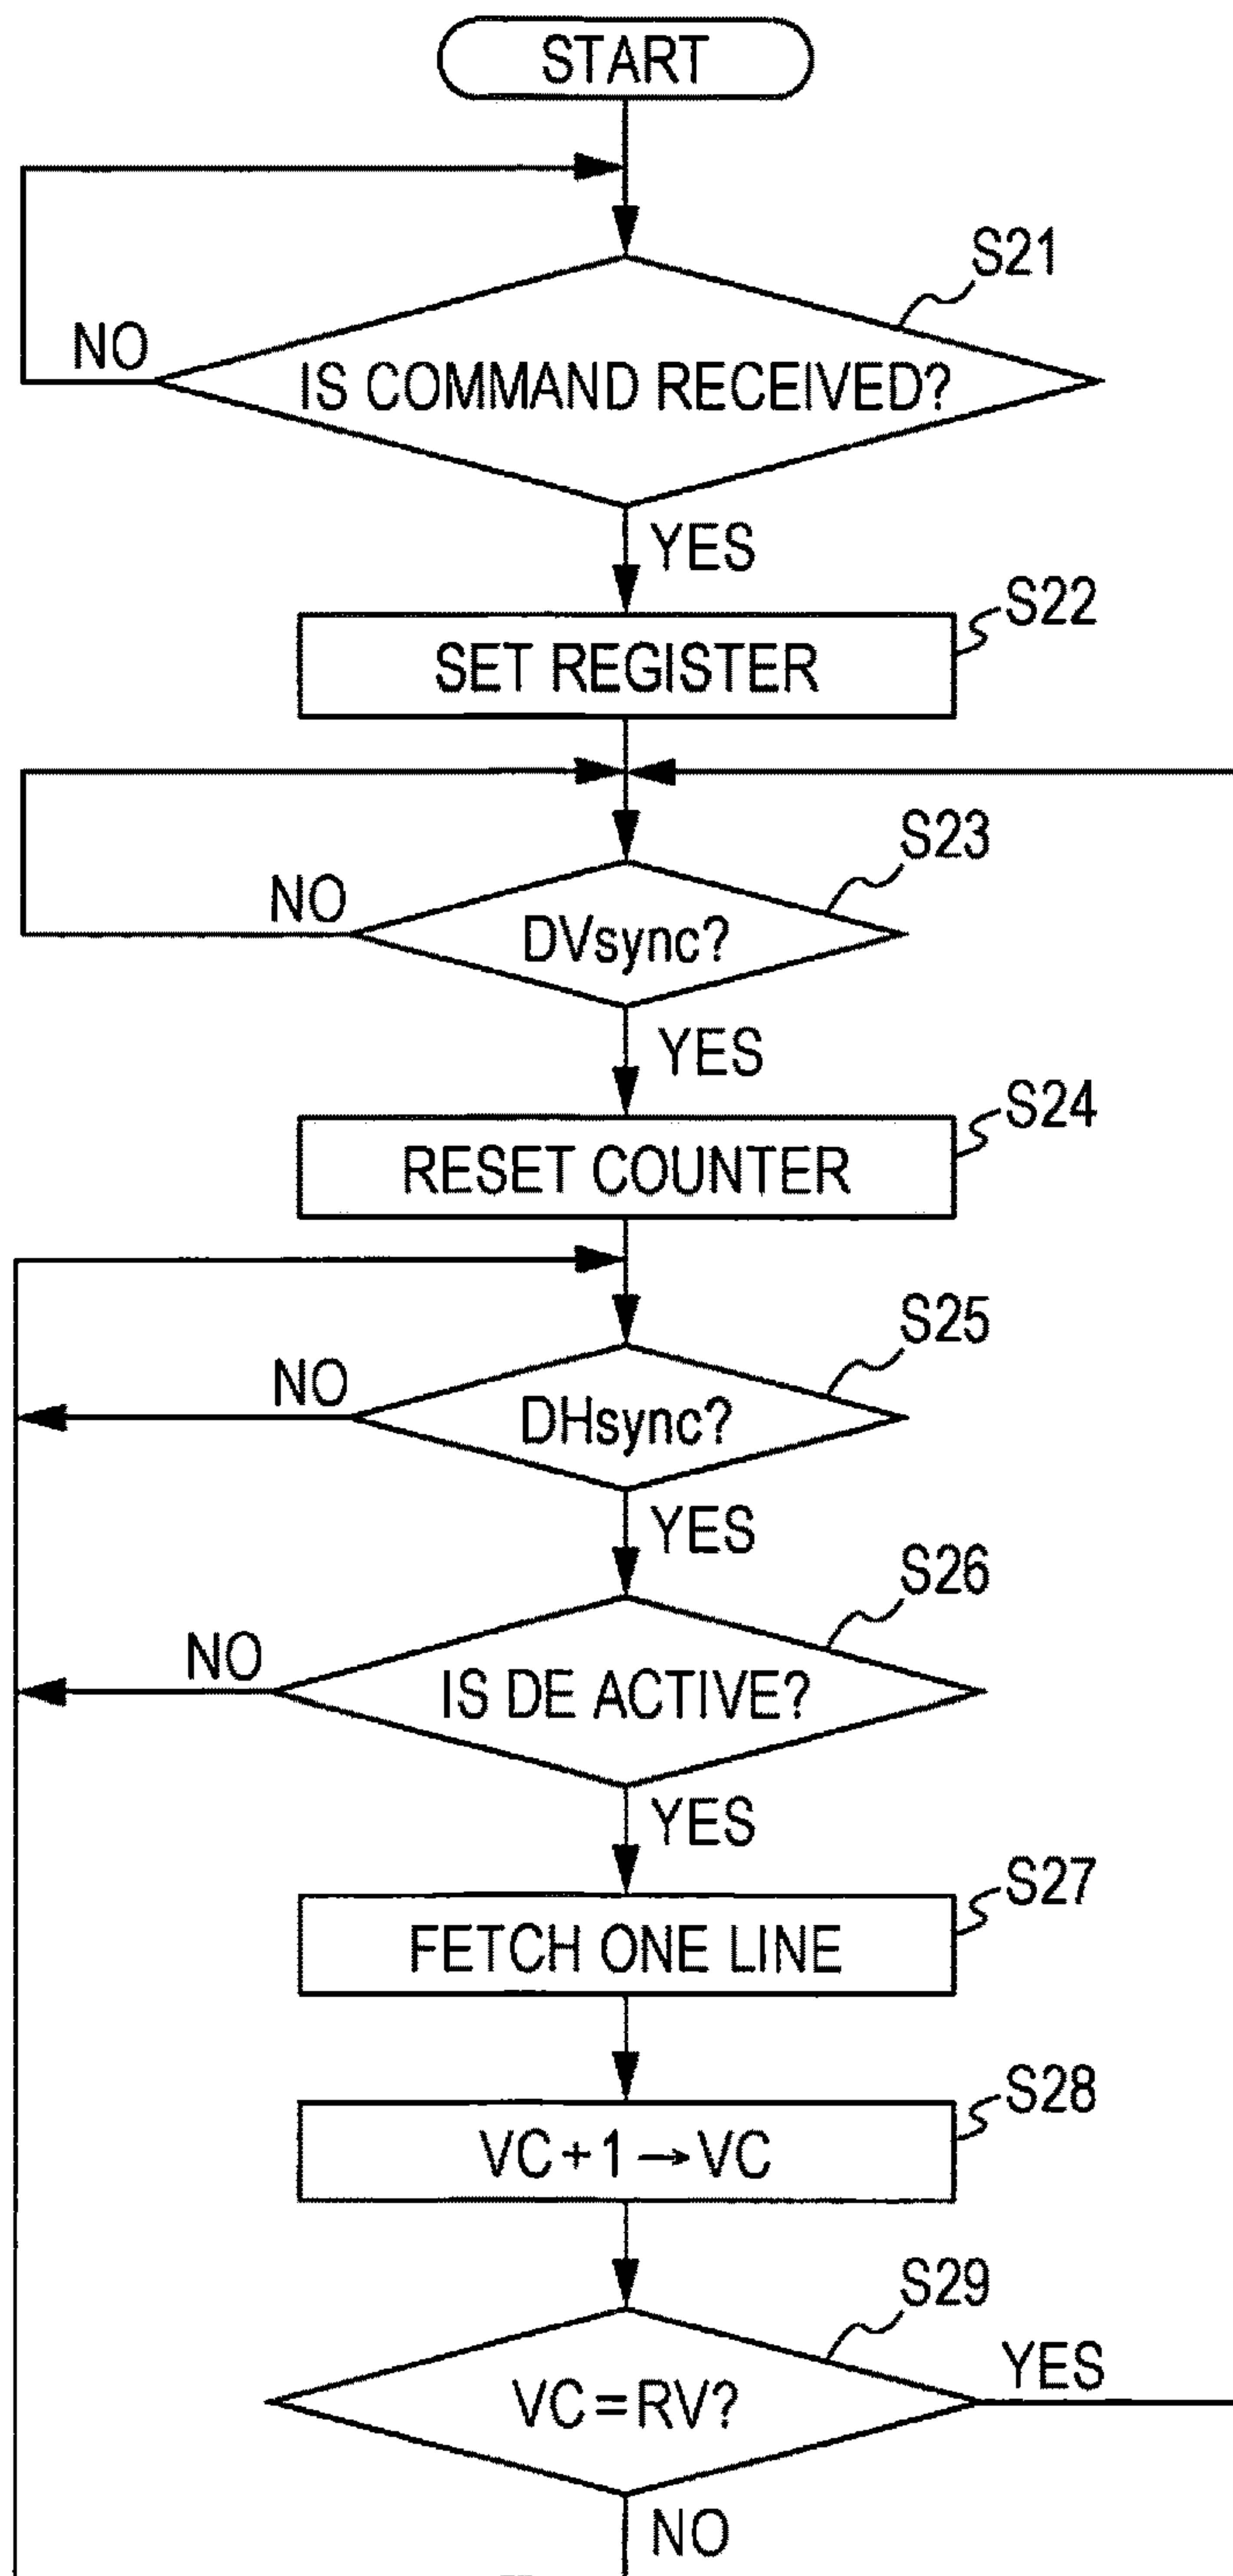 START
S21
NO
IS COMMAND RECEIVED?
YES
S22
SET REGISTER
S23
NO
DVsync?
YES
S24
RESET COUNTER
S25
NO
DHsync?
YES
S26
NO
IS DE ACTIVE?
YES
S27
FETCH ONE LINE
S28
VC+1→VC
S29
YES
VC=RV?
NO